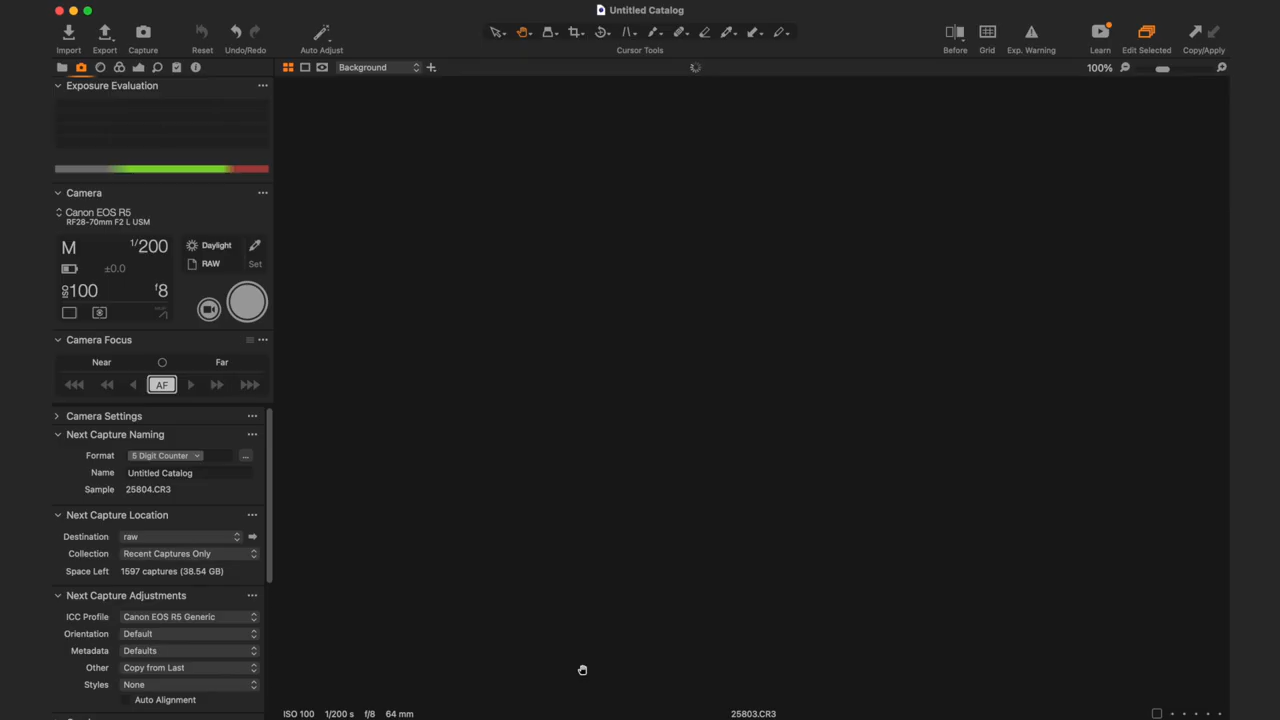 Untitled Catalog
Import Export Capture Reset Undo/Redo Auto Adjust Cursor Tools Before Grid Exp. Warning Learn Edit Selected Copy/Apply
Background
100%
Exposure Evaluation
Camera
Canon EOS R5
RF28-70mm F2 L USM
M 1/200
Daylight
±0.0
RAW Set
ISO 100 f8
Camera Focus
Near Far
AF
Camera Settings
Next Capture Naming
Format 5 Digit Counter ...
Name Untitled Catalog
Sample 25804.CR3
Next Capture Location
Destination raw
Collection Recent Captures Only
Space Left 1597 captures (38.54 GB)
Next Capture Adjustments
ICC Profile Canon EOS R5 Generic
Orientation Default
Metadata Defaults
Other Copy from Last
Styles None
Auto Alignment
ISO 100 1/200 s f/8 64 mm 25803.CR3